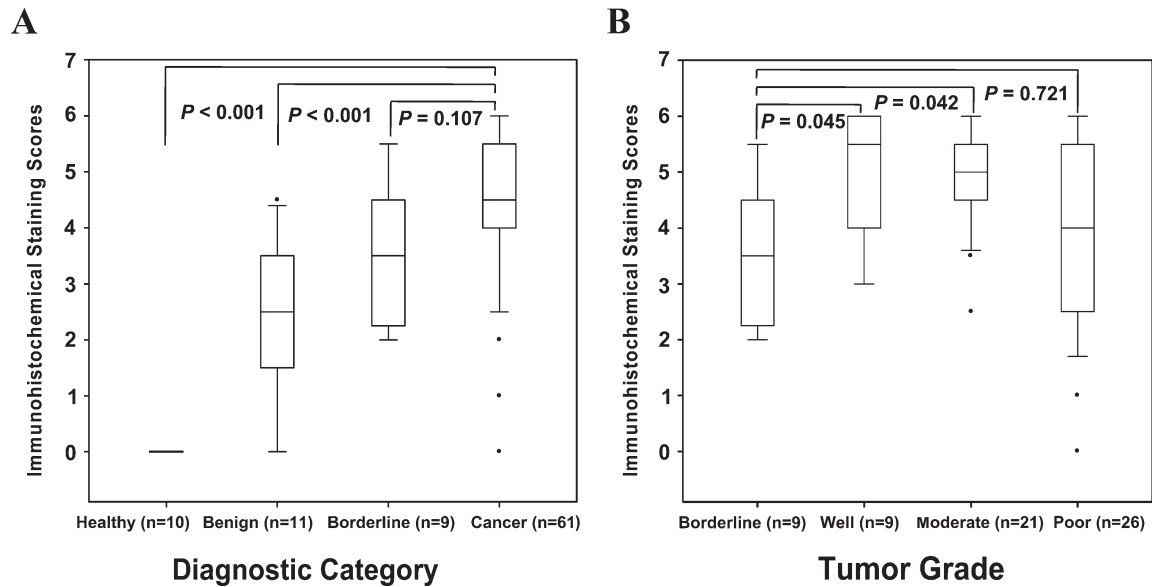 A
Immunohistochemical Staining Scores
7
6
5
4
3
2
1
0
P < 0.001
P < 0.001
P = 0.107
Healthy (n=10) Benign (n=11) Borderline (n=9) Cancer (n=61)
Diagnostic Category
B
Immunohistochemical Staining Scores
7
6
5
4
3
2
1
0
P = 0.045
P = 0.042
P = 0.721
Borderline (n=9) Well (n=9) Moderate (n=21) Poor (n=26)
Tumor Grade